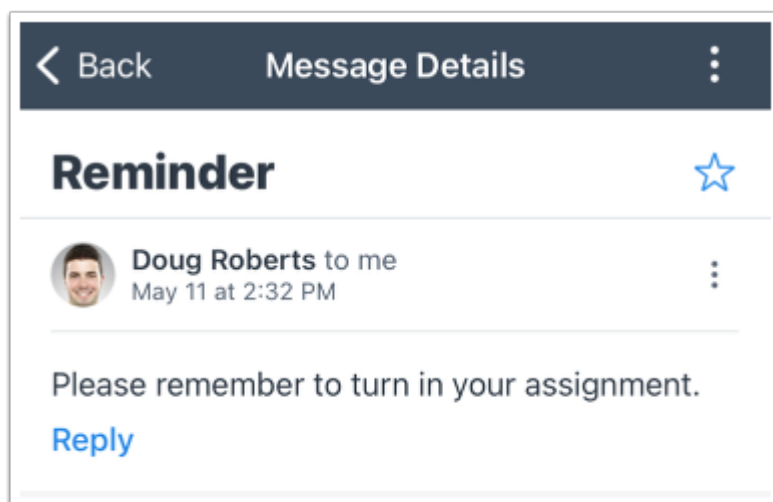 Back Message Details
Reminder
Doug Roberts to me
May 11 at 2:32 PM
Please remember to turn in your assignment.
Reply